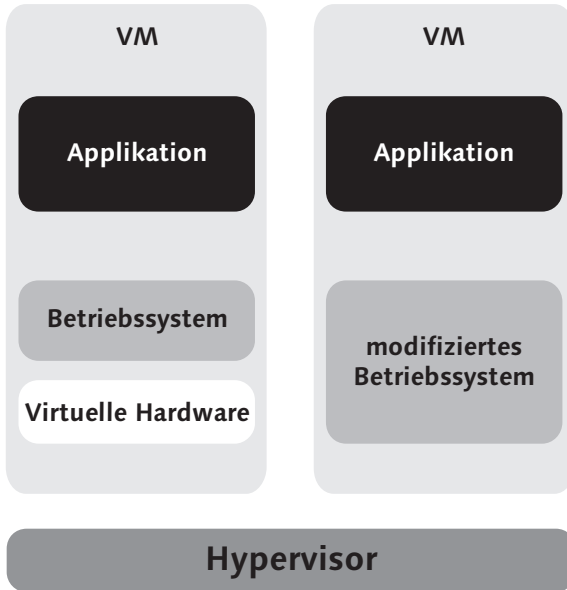 VM
Applikation
Betriebssystem
Virtuelle Hardware
VM
Applikation
modifiziertes
Betriebssystem
Hypervisor